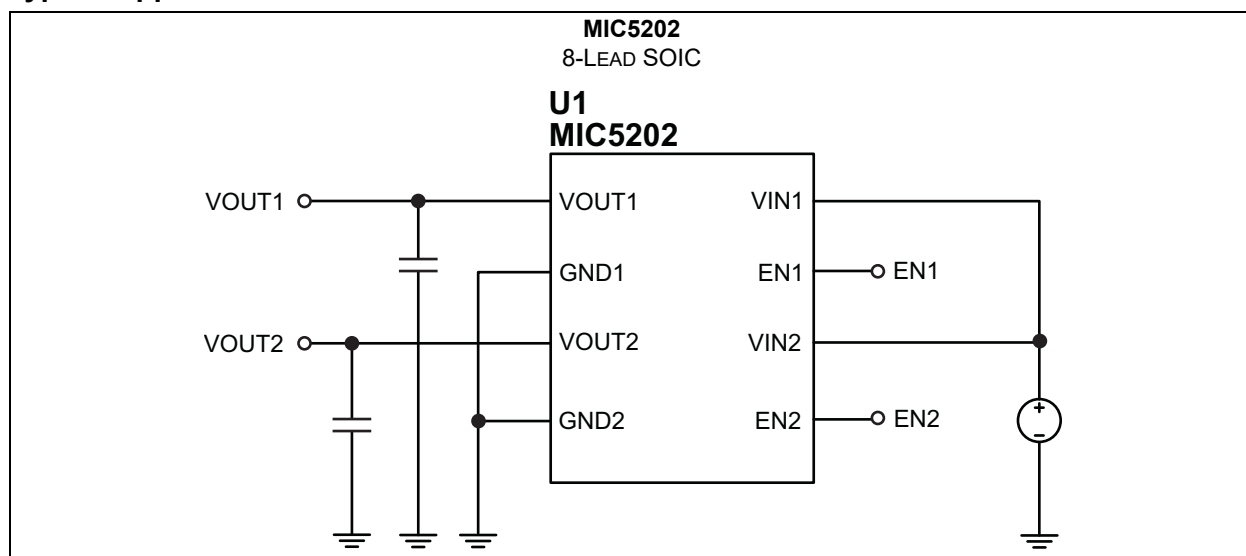 MIC5202
8-LEAD SOIC
U1
MIC5202
VOUT1 VOUT1 VIN1
GND1 EN1 EN1
VOUT2 VOUT2 VIN2
GND2 EN2 EN2
+
−